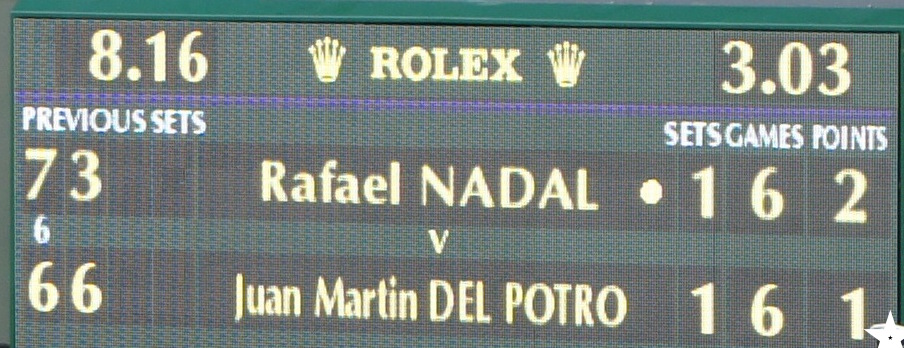 8.16 ROLEX 3.03
PREVIOUS SETS SETS GAMES POINTS
7 3 Rafael NADAL • 1 6 2
6 v
6 6 Juan Martin DEL POTRO 1 6 1